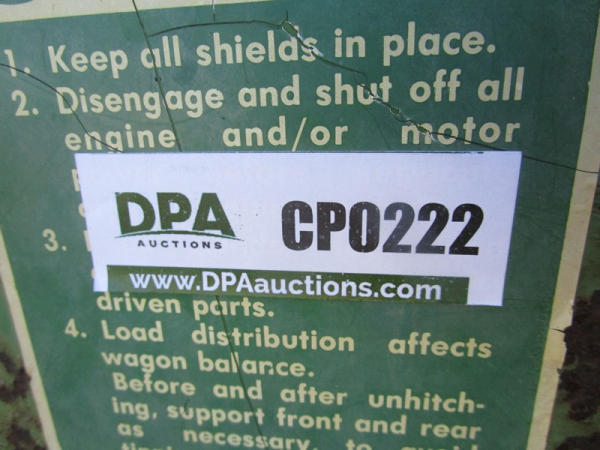 1. Keep all shields in place.
2. Disengage and shut off all
engine and/or motor
DPA
AUCTIONS
CP0222
www.DPAauctions.com
3.
driven parts.
4. Load distribution affects
wagon balance.
Before and after unhitch-
ing, support front and rear
as necessary, to avoid